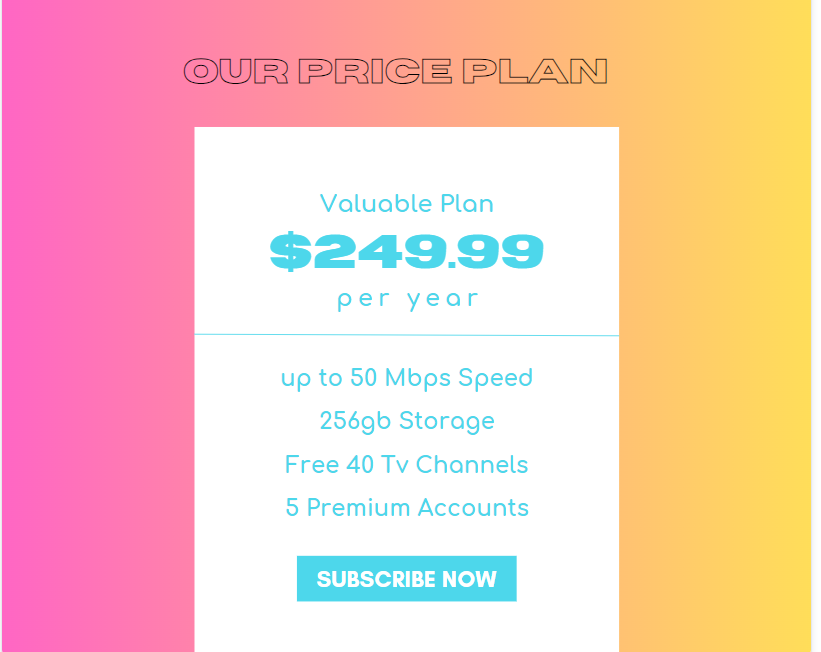 OUR PRICE PLAN
Valuable Plan
$249.99
per year
up to 50 Mbps Speed
256gb Storage
Free 40 Tv Channels
5 Premium Accounts
SUBSCRIBE NOW